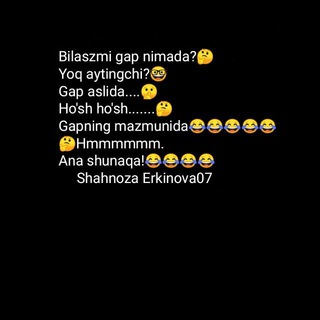 Bilaszmi gap nimada?🤔
Yoq aytingchi?🤓
Gap aslida....🤫
Ho'sh ho'sh.......🤔
Gapning mazmunida😂😂😂😂😂
🤔Hmmmmmm.
Ana shunaqa!😂😂😂😂
Shahnoza Erkinova07